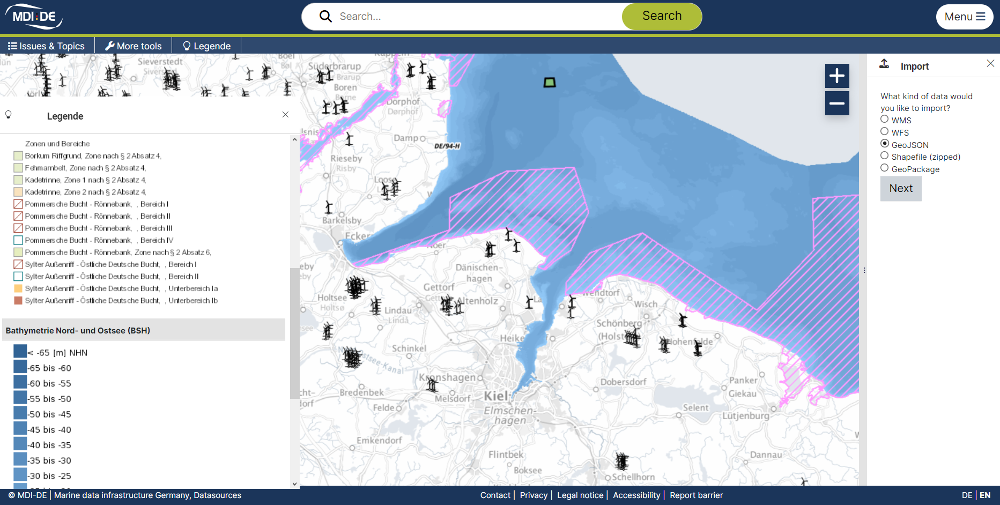 MDI-DE
Search...
Search
Menu
Issues & Topics
More tools
Legende
Sieverstedt
Süderbrarup
Boren
Dörphof
Dørphof
Damp
DE/94-H
Rieseby
Risby
Barkelsby
Dänischen-
hagen
Gettorf
Altenholz
Holtsee
Holtsø
Lindau
Lindå
Schinkel
Kronshagen
Bredenbek
Melsdorf
Felde
Kiel
Elmschen-
hagen
Emkendorf
Flintbek
Boksee
Schellhorn
Wisch
Schönberg
(Holst
Hohenfelde
Dobersdorf
Panker
Giekau
Selent
Lütjenburg
Dannau
Legende
Zonen und Bereiche
Borkum Riffgrund, Zone nach § 2 Absatz 4,
Fehmarnbelt, Zone nach § 2 Absatz 4,
Kadetrinne, Zone 1 nach § 2 Absatz 4,
Kadetrinne, Zone 2 nach § 2 Absatz 4,
Pommersche Bucht - Rönnebank, , Bereich I
Pommersche Bucht - Rönnebank, , Bereich II
Pommersche Bucht - Rönnebank, , Bereich III
Pommersche Bucht - Rönnebank, , Bereich IV
Pommersche Bucht - Rönnebank, Zone nach § 2 Absatz 6,
Sylter Außenriff - Östliche Deutsche Bucht, , Bereich I
Sylter Außenriff - Östliche Deutsche Bucht, , Bereich II
Sylter Außenriff - Östliche Deutsche Bucht, , Unterbereich Ia
Sylter Außenriff - Östliche Deutsche Bucht, , Unterbereich Ib
Bathymetrie Nord- und Ostsee (BSH)
< -65 [m] NHN
-65 bis -60
-60 bis -55
-55 bis -50
-50 bis -45
-45 bis -40
-40 bis -35
-35 bis -30
-30 bis -25
Import
What kind of data would
you like to import?
WMS
WFS
GeoJSON
Shapefile (zipped)
GeoPackage
Next
© MDI-DE | Marine data infrastructure Germany, Datasources
Contact | Privacy | Legal notice | Accessibility | Report barrier
DE | EN